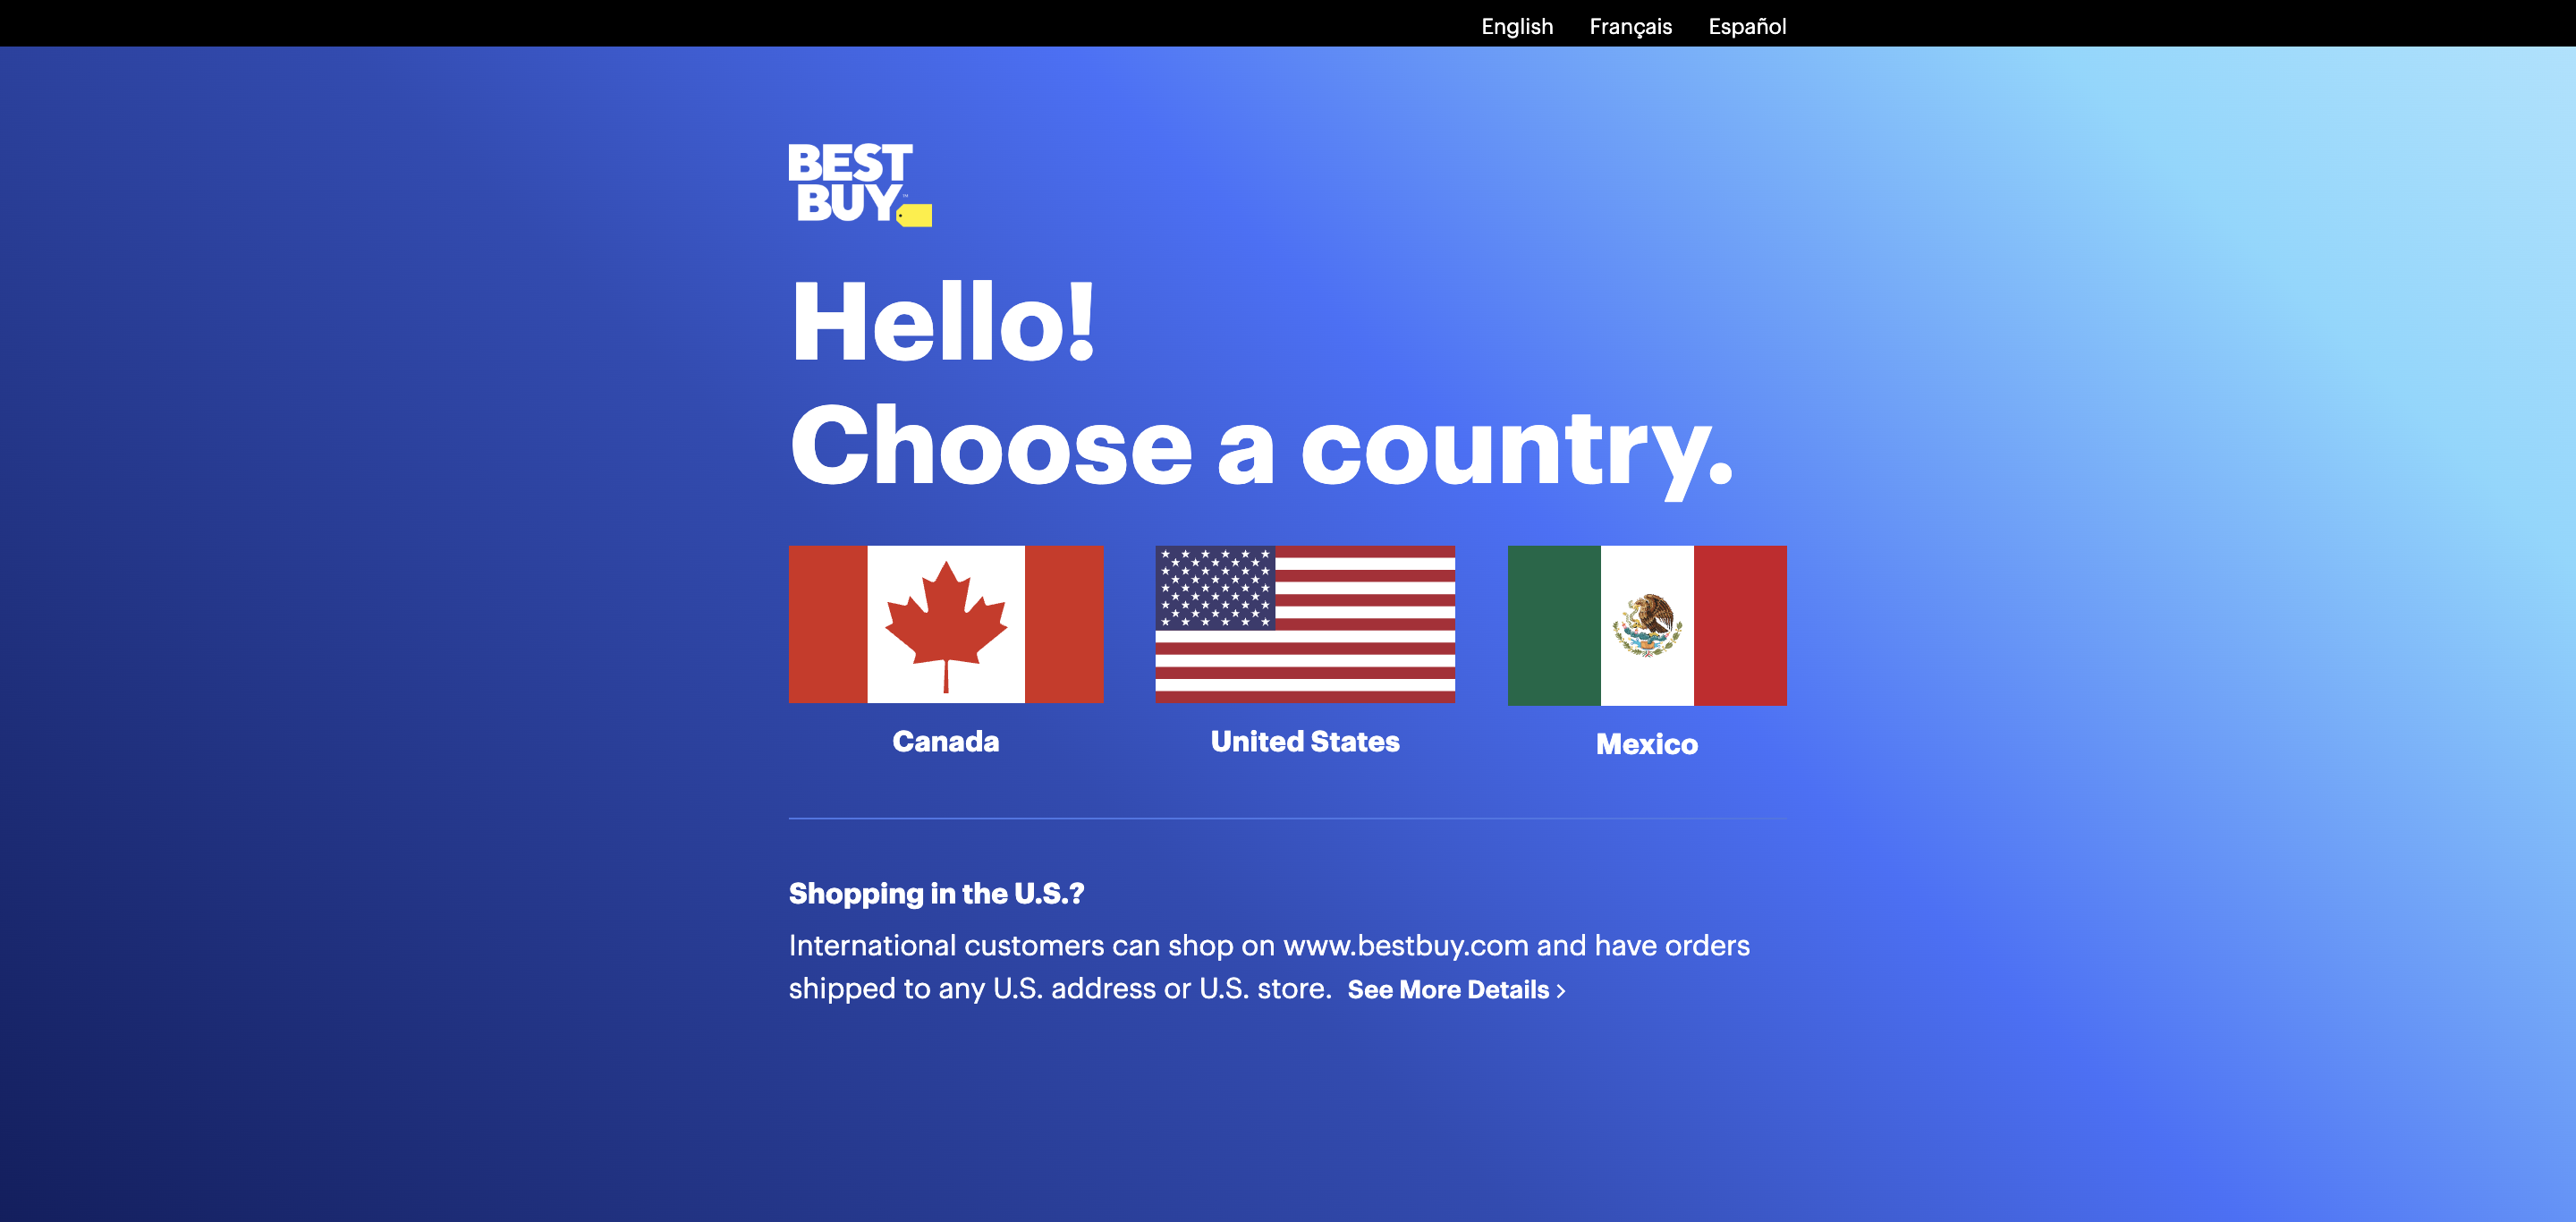 English Français Español
BEST
BUY™
Hello!
Choose a country.
Canada United States Mexico
Shopping in the U.S.?
International customers can shop on www.bestbuy.com and have orders
shipped to any U.S. address or U.S. store. See More Details >